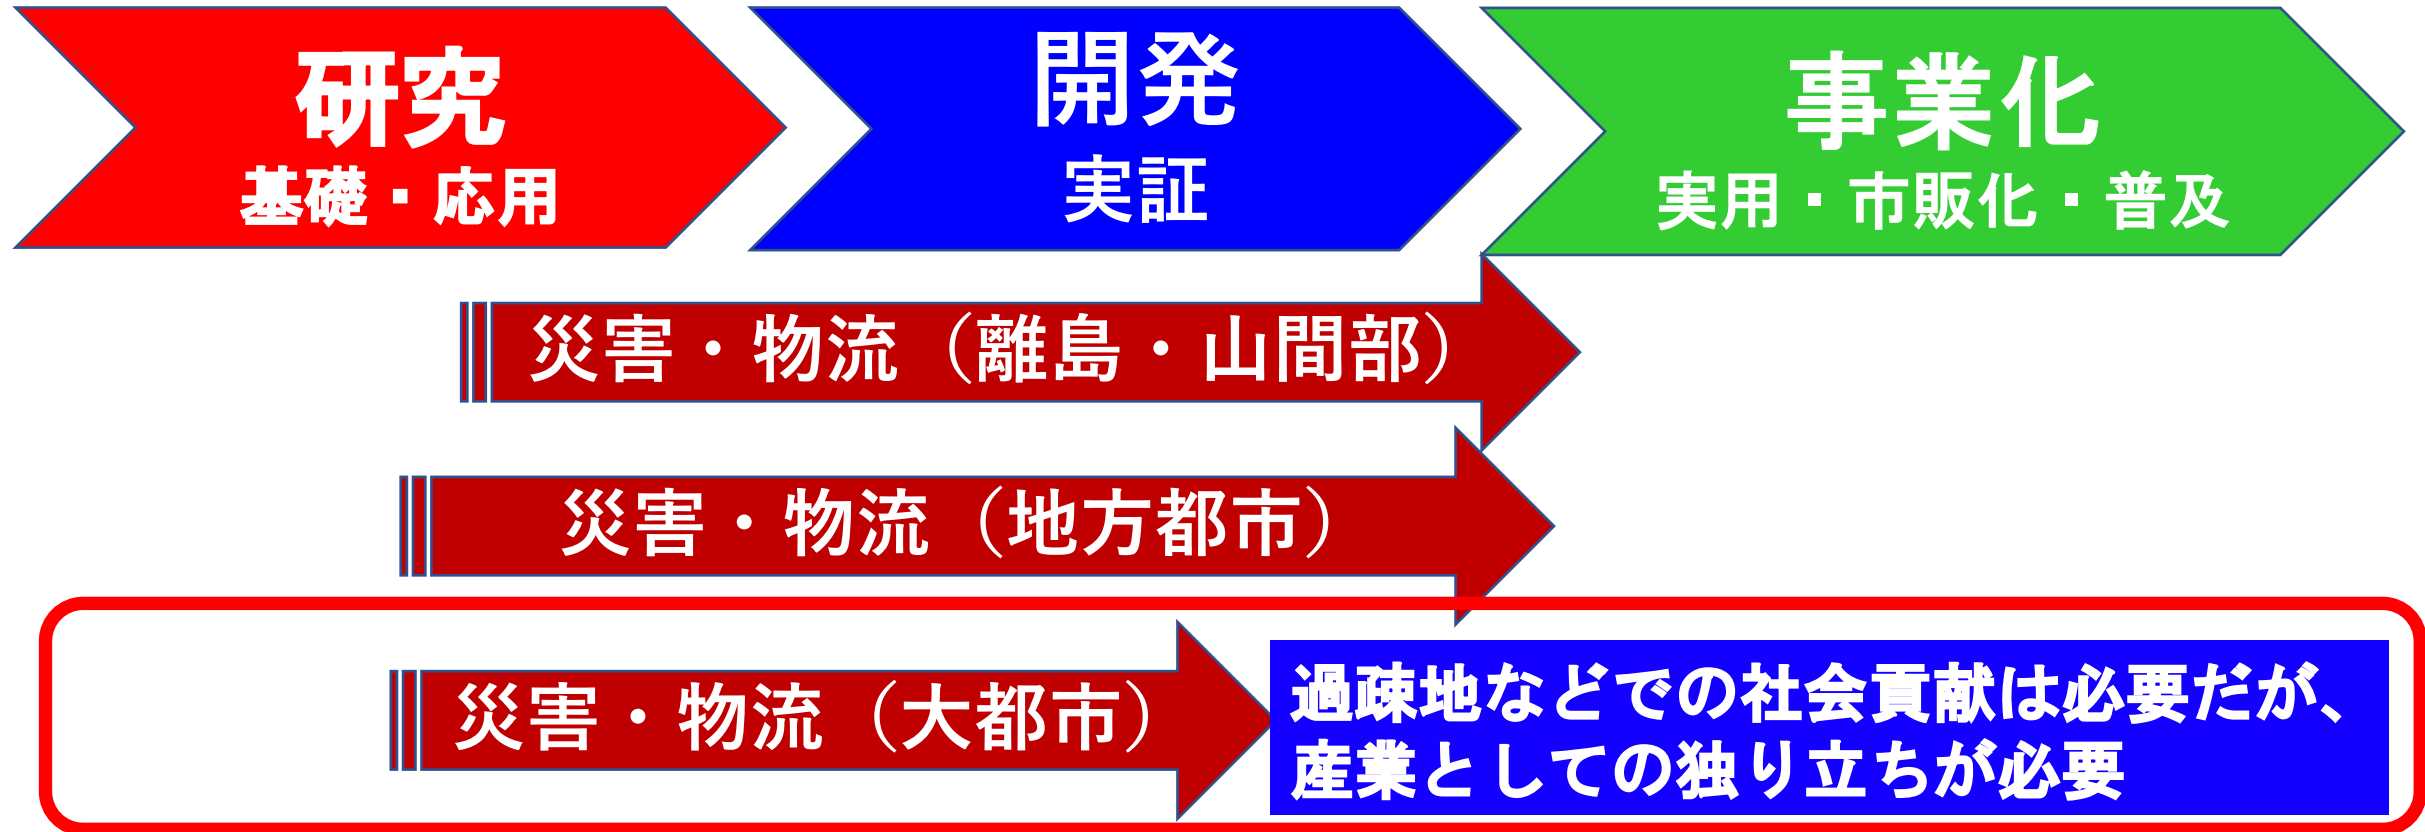 研究
基礎・応用
開発
実証
事業化
実用・市販化・普及
災害・物流（離島・山間部）
災害・物流（地方都市）
災害・物流（大都市）
過疎地などでの社会貢献は必要だが、
産業としての独り立ちが必要